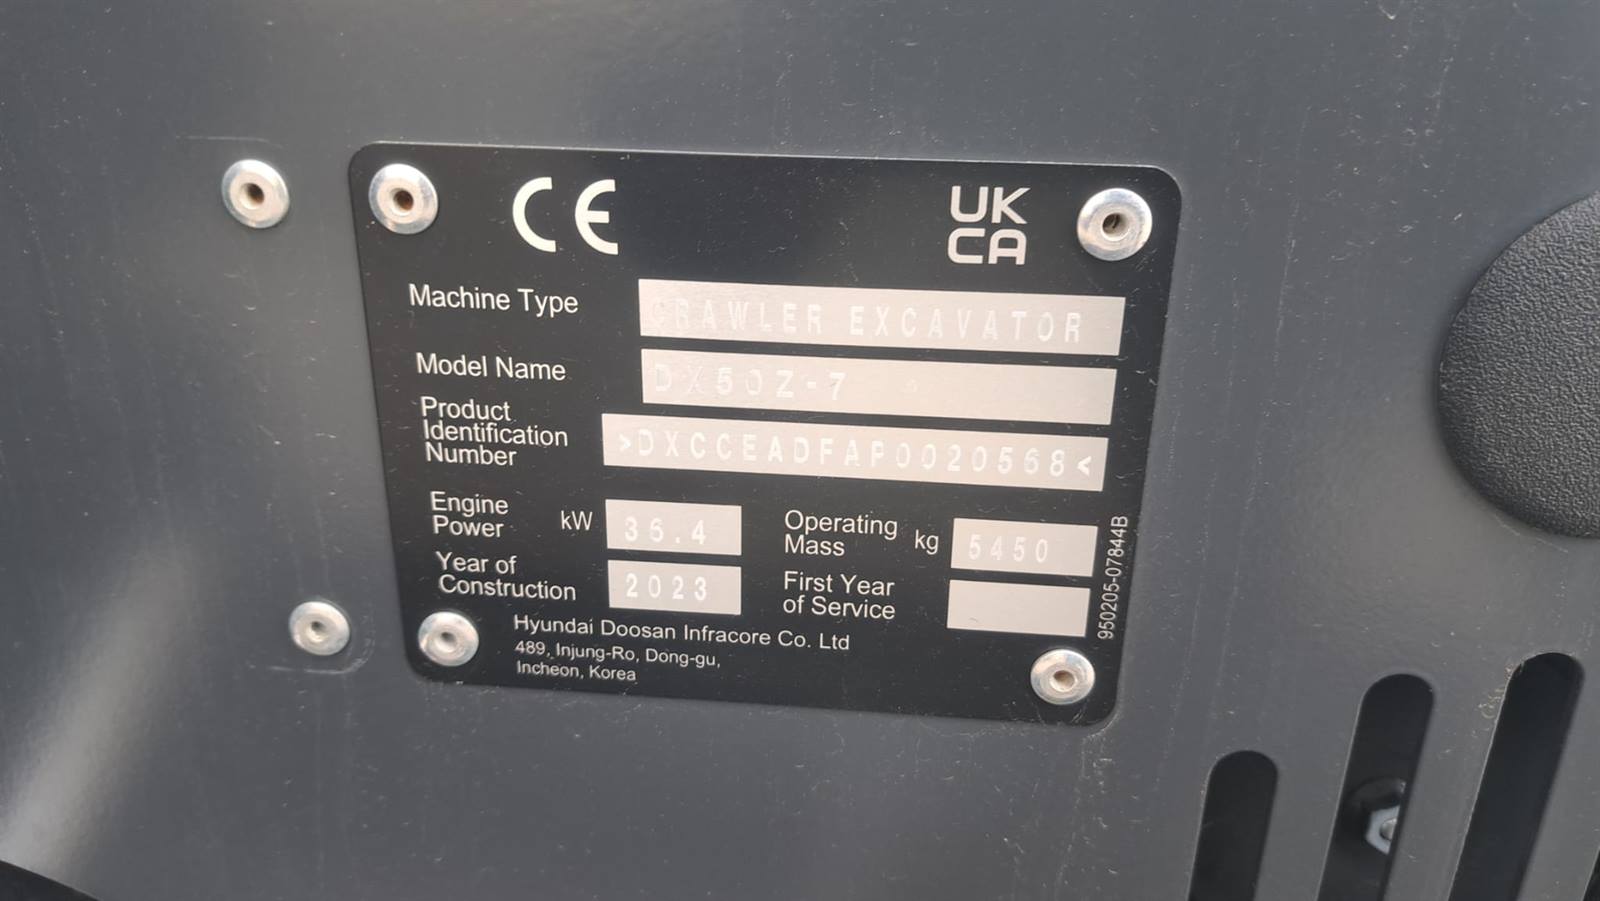 CE
UK
CA
Machine Type CRAWLER EXCAVATOR
Model Name DX50Z-7
Product
Identification
Number >DXCCEADFAP0020568<
Engine
Power kW 35.4
Operating
Mass kg 5450
Year of
Construction 2023
First Year
of Service
Hyundai Doosan Infracore Co. Ltd
489, Injung-Ro, Dong-gu,
Incheon, Korea
950205-07844B